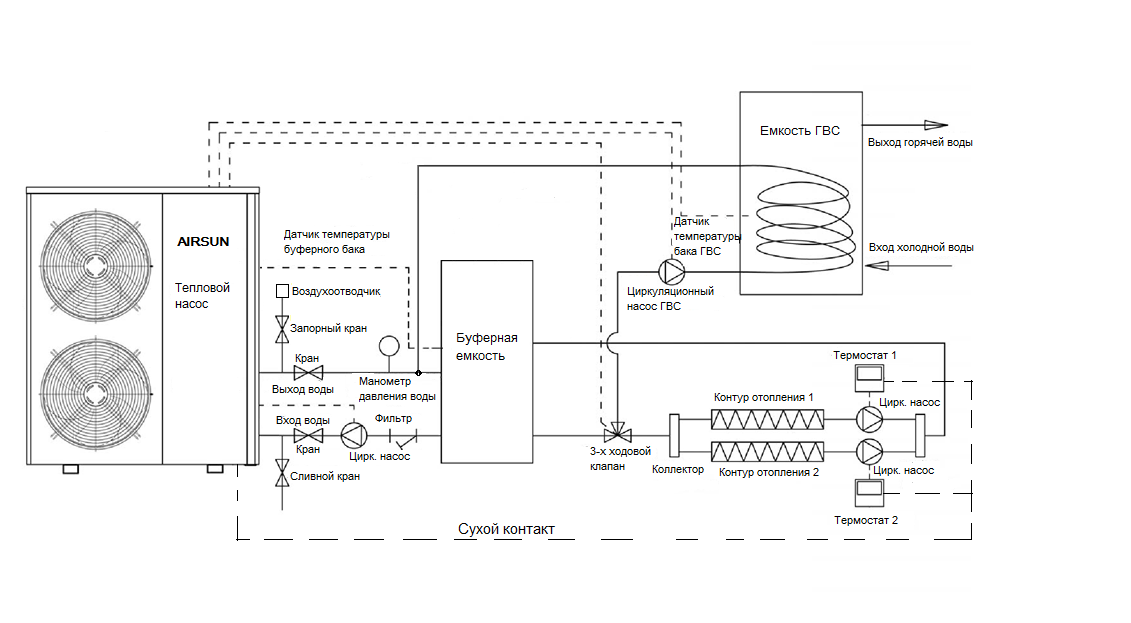 Емкость ГВС
Выход горячей воды
Датчик
температуры
бака ГВС
Вход холодной воды
AIRSUN
Тепловой
насос
Датчик температуры
буферного бака
Воздухоотводчик
Запорный кран
Циркуляционный
насос ГВС
Буферная
емкость
Кран
Выход воды
Манометр
давления воды
Термостат 1
Контур отопления 1
Цирк. насос
Вход воды
Фильтр
Кран
Цирк. насос
3-х ходовой
клапан
Коллектор
Контур отопления 2
Цирк. насос
Сливной кран
Термостат 2
Сухой контакт